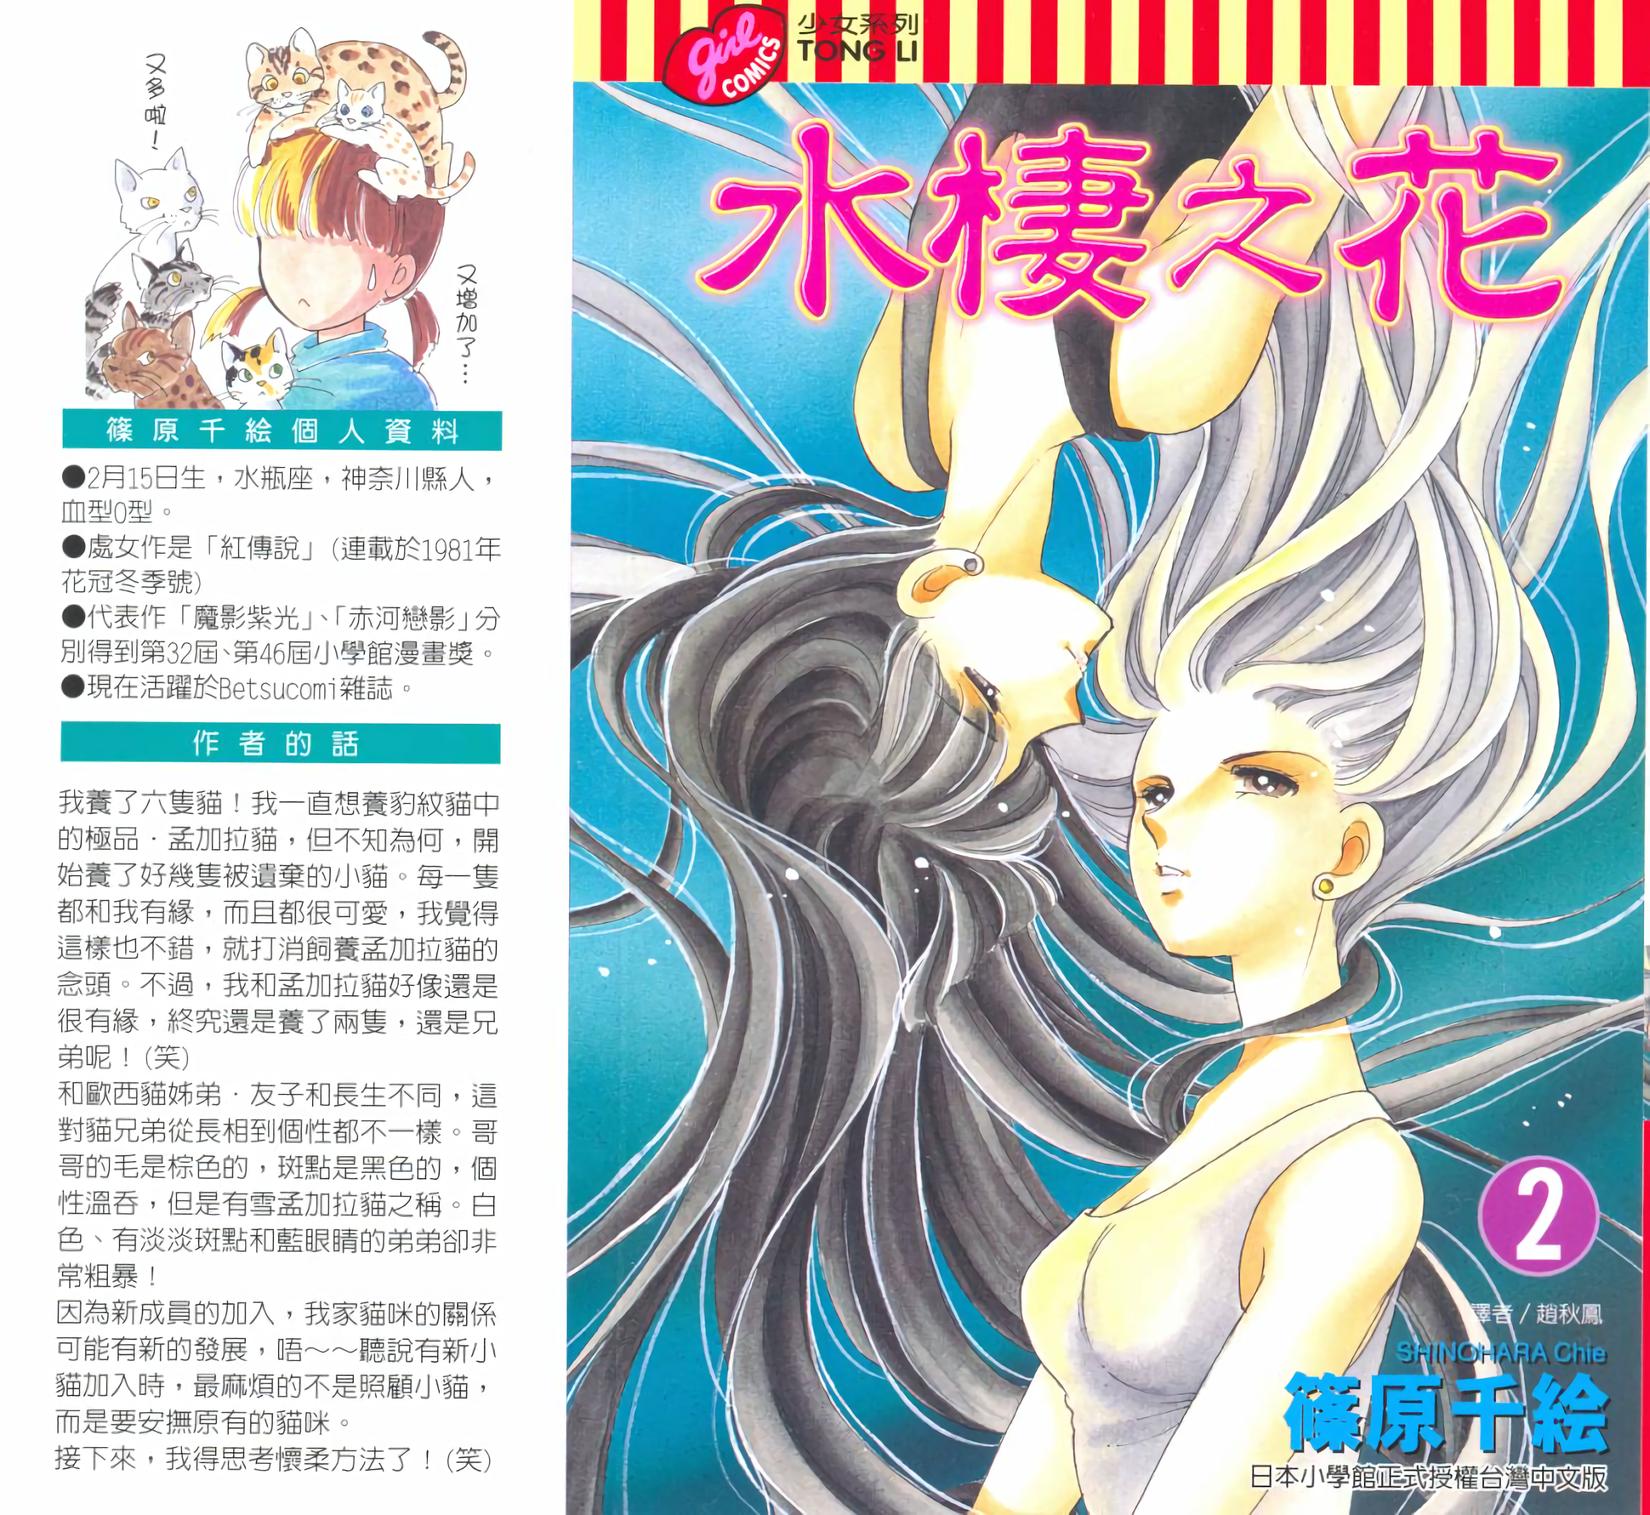 又多啦！
又增加了....
篠原千絵個人資料
●2月15日生，水瓶座，神奈川縣人，
血型O型。
●處女作是「紅傳說」(連載於1981年
花冠冬季號)
●代表作「魔影紫光」、「赤河戀影」分
別得到第32屆、第46屆小學館漫畫獎。
●現在活躍於Betsucomi雜誌。
作者的話
我養了六隻貓！我一直想養豹紋貓中
的極品．孟加拉貓，但不知為何，開
始養了好幾隻被遺棄的小貓。每一隻
都和我有緣，而且都很可愛，我覺得
這樣也不錯，就打消飼養孟加拉貓的
念頭。不過，我和孟加拉貓好像還是
很有緣，終究還是養了兩隻，還是兄
弟呢！(笑)
和歐西貓姊弟．友子和長生不同，這
對貓兄弟從長相到個性都不一樣。哥
哥的毛是棕色的，斑點是黑色的，個
性溫吞，但是有雪孟加拉貓之稱。白
色、有淡淡斑點和藍眼睛的弟弟卻非
常粗暴！
因為新成員的加入，我家貓咪的關係
可能有新的發展，唔～～聽說有新小
貓加入時，最麻煩的不是照顧小貓，
而是要安撫原有的貓咪。
接下來，我得思考懷柔方法了！(笑)
girl COMICS
少女系列
TONG LI
水棲之花
2
譯者／趙秋鳳
SHINOHARA Chie
篠原千絵
日本小學館正式授權台灣中文版